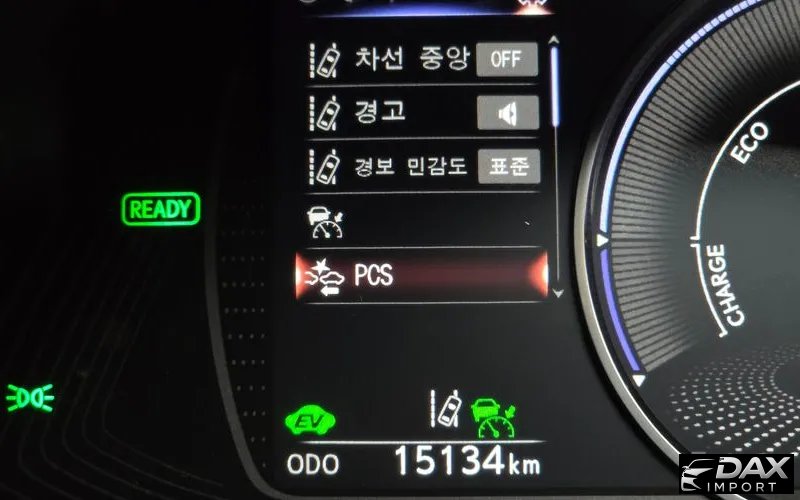 차선 중앙 OFF
경고
경보 민감도 표준
READY
PCS
ECO
CHARGE
EV
ODO 15134km
DAX
IMPORT